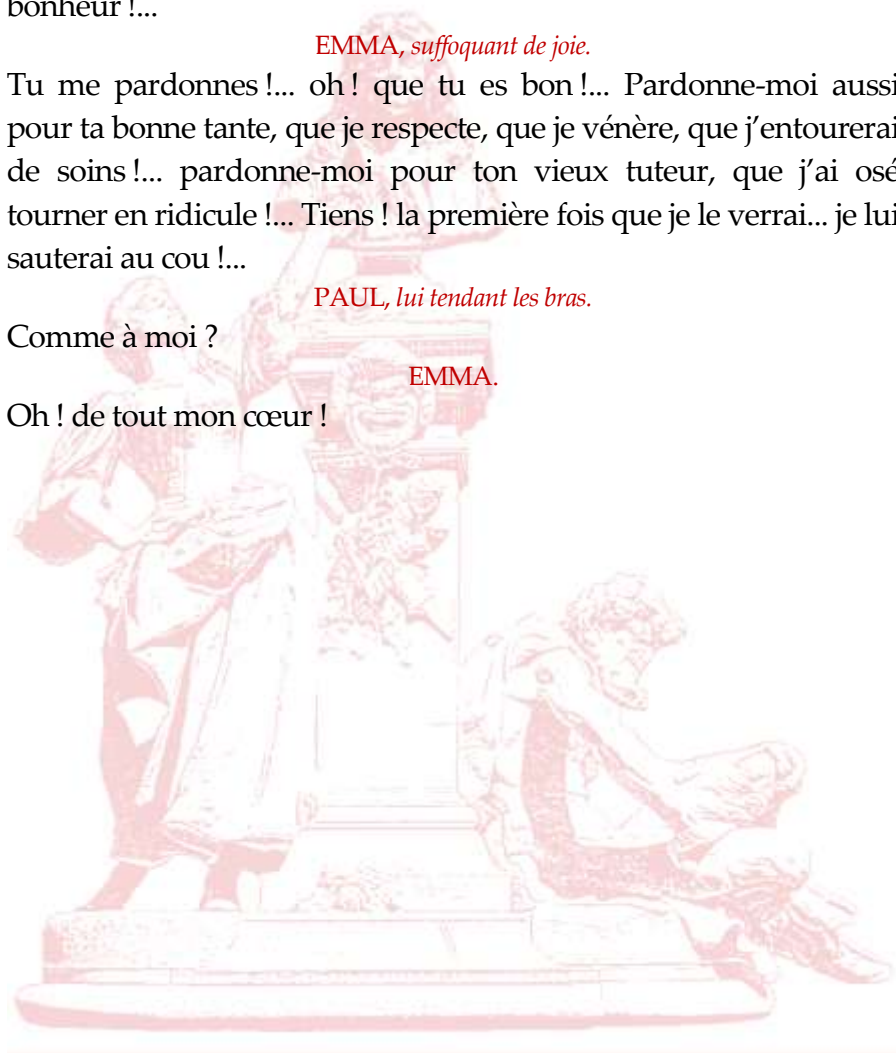 bonheur !...
EMMA, suffoquant de joie.
Tu me pardonnes !... oh ! que tu es bon !... Pardonne-moi aussi
pour ta bonne tante, que je respecte, que je vénère, que j’entourerai
de soins !... pardonne-moi pour ton vieux tuteur, que j’ai osé
tourner en ridicule !... Tiens ! la première fois que je le verrai... je lui
sauterai au cou !...
PAUL, lui tendant les bras.
Comme à moi ?
EMMA.
Oh ! de tout mon cœur !